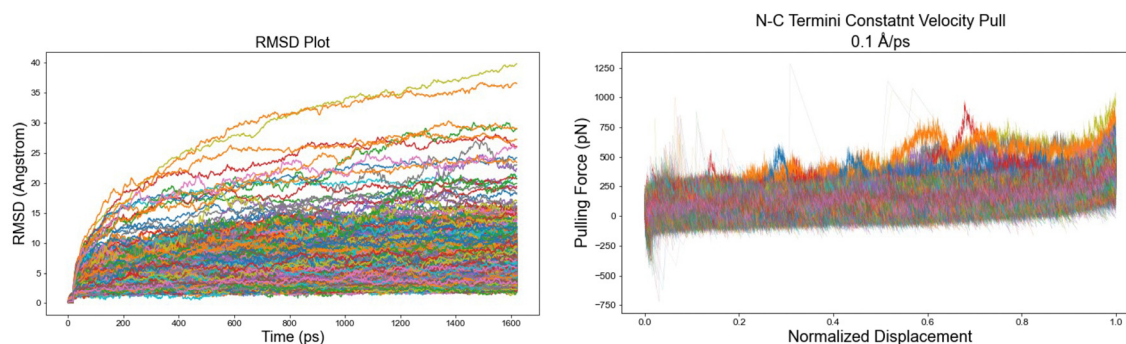 RMSD Plot
40
35
30
25
20
15
10
5
0
RMSD (Angstrom)
0 200 400 600 800 1000 1200 1400 1600
Time (ps)
N-C Termini Constatnt Velocity Pull
0.1 Å/ps
1250
1000
750
500
250
0
-250
-500
-750
Pulling Force (pN)
0.0 0.2 0.4 0.6 0.8 1.0
Normalized Displacement